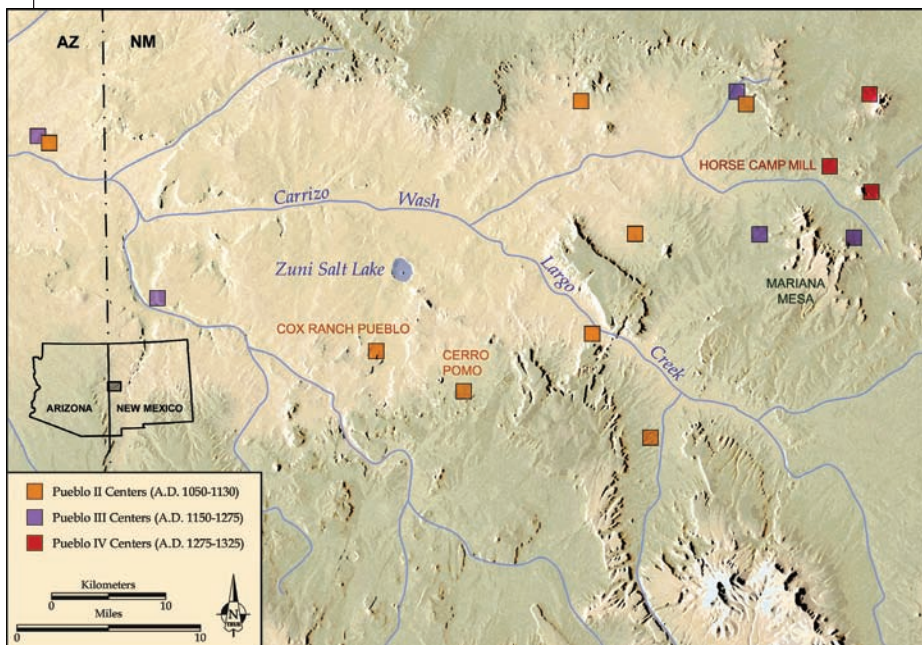 AZ
NM
HORSE CAMP MILL
Carrizo Wash
Zuni Salt Lake
Largo
MARIANA
MESA
COX RANCH PUEBLO
CERRO
POMO
Creek
ARIZONA
NEW MEXICO
Pueblo II Centers (A.D. 1050-1130)
Pueblo III Centers (A.D. 1150-1275)
Pueblo IV Centers (A.D. 1275-1325)
Kilometers
0
10
Miles
0
10
N